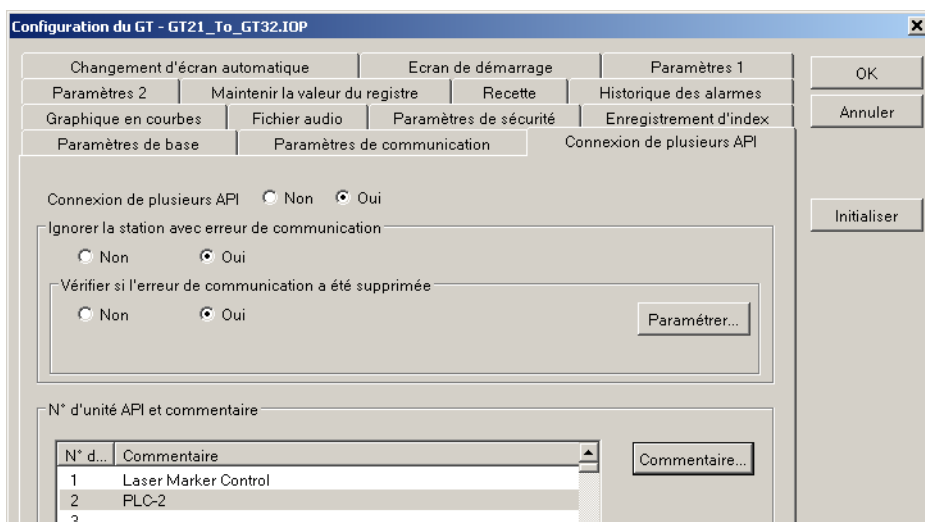 Configuration du GT - GT21_To_GT32.IOP
Changement d'écran automatique Ecran de démarrage Paramètres 1
Paramètres 2 Maintenir la valeur du registre Recette Historique des alarmes
Graphique en courbes Fichier audio Paramètres de sécurité Enregistrement d'index
Paramètres de base Paramètres de communication Connexion de plusieurs API
OK
Annuler
Initialiser
Connexion de plusieurs API Non Oui
Ignorer la station avec erreur de communication
Non Oui
Vérifier si l'erreur de communication a été supprimée
Non Oui
Paramétrer...
N° d'unité API et commentaire
N° d... Commentaire
1 Laser Marker Control
2 PLC-2
3
Commentaire...